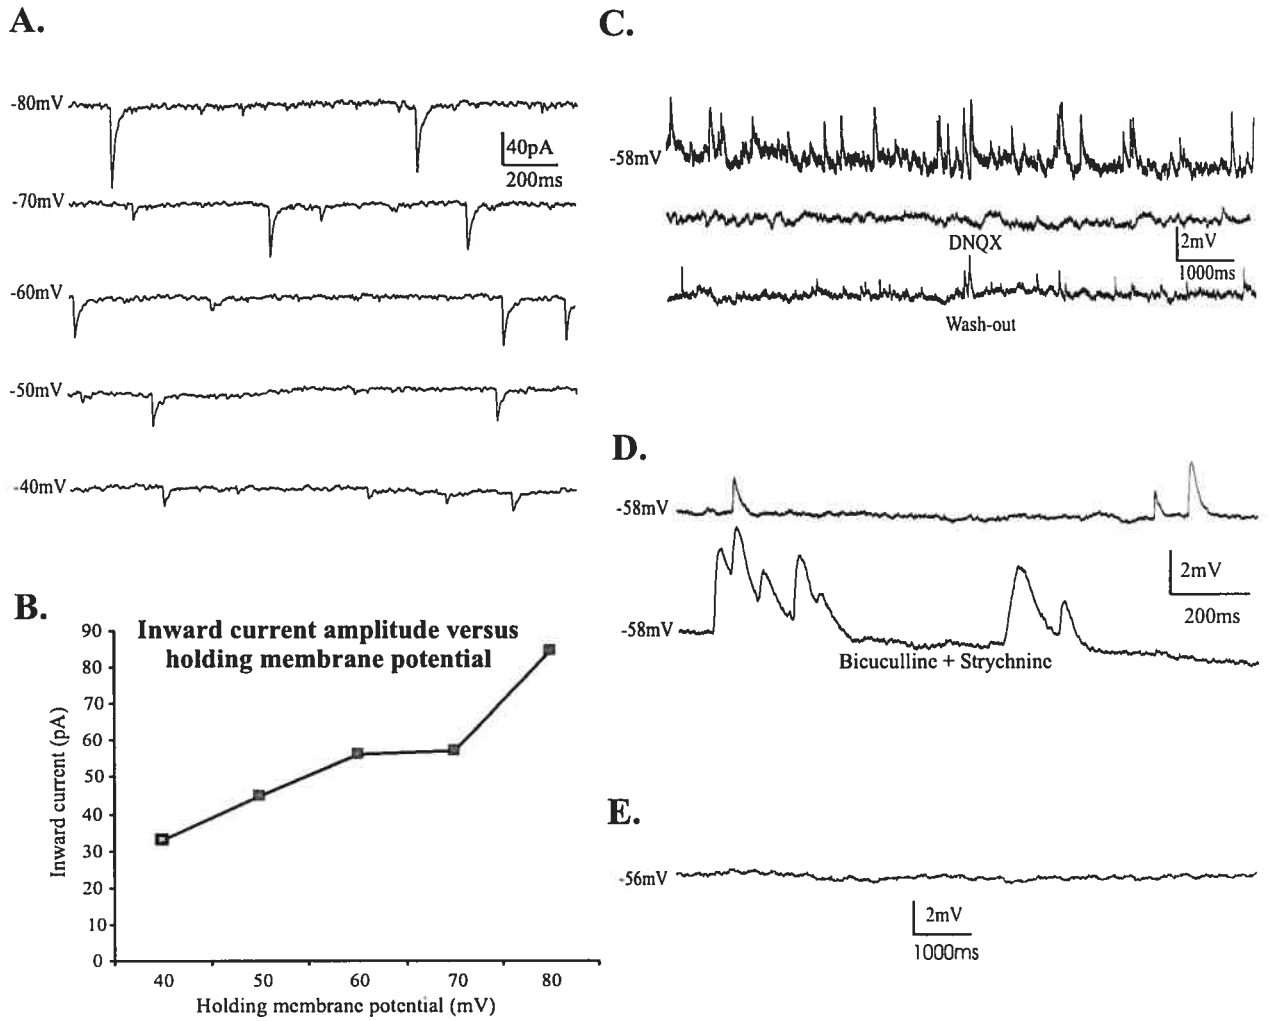 A.
-80mV
40pA
200ms
-70mV
-60mV
-50mV
-40mV
B.
Inward current amplitude versus
holding membrane potential
90
80
70
60
50
40
30
20
10
0
Inward current (pA)
40
50
60
70
80
Holding membrane potential (mV)
C.
-58mV
DNQX
2mV
1000ms
Wash-out
D.
-58mV
2mV
200ms
-58mV
Bicuculline + Strychnine
E.
-56mV
2mV
1000ms